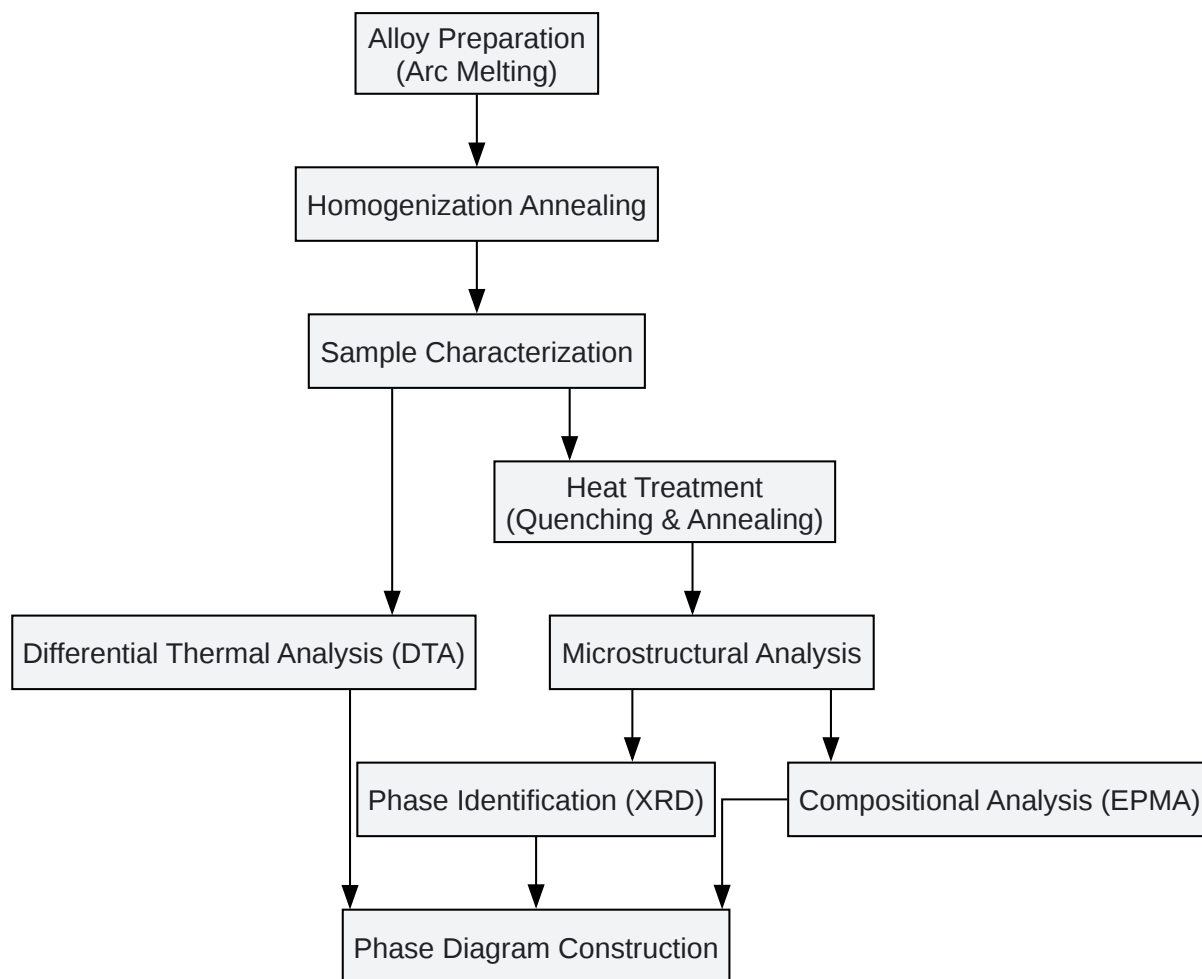 Alloy Preparation
(Arc Melting)
Homogenization Annealing
Sample Characterization
Heat Treatment
(Quenching & Annealing)
Differential Thermal Analysis (DTA)
Microstructural Analysis
Phase Identification (XRD)
Compositional Analysis (EPMA)
Phase Diagram Construction